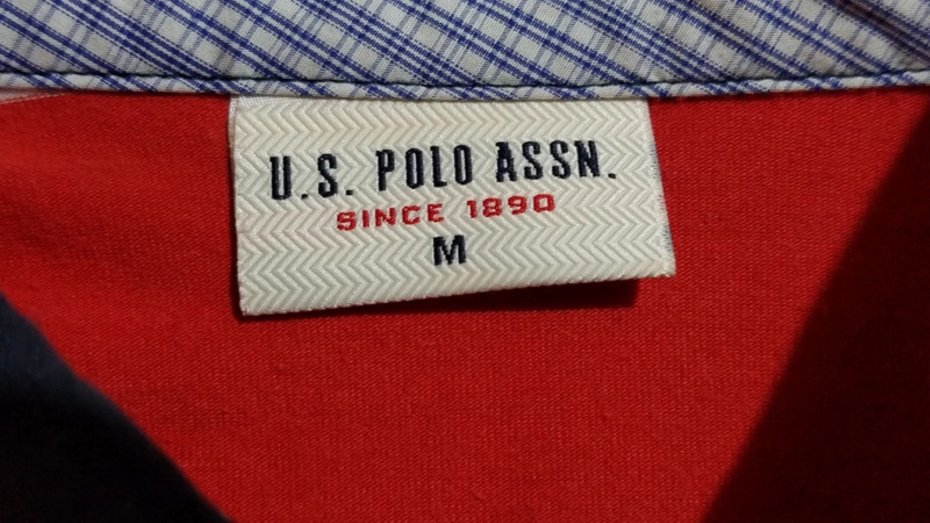 U.S. POLO ASSN.
SINCE 1890
M